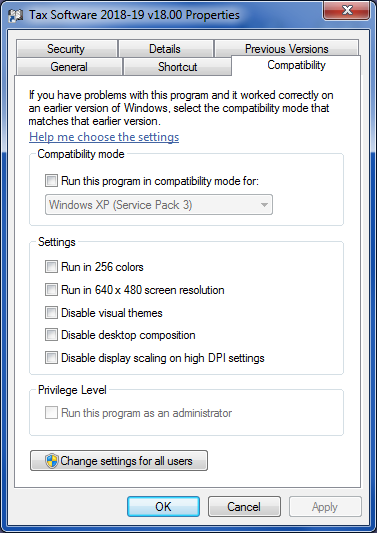 Tax Software 2018-19 v18.00 Properties
Security Details Previous Versions
General Shortcut Compatibility
If you have problems with this program and it worked correctly on
an earlier version of Windows, select the compatibility mode that
matches that earlier version.
Help me choose the settings
Compatibility mode
Run this program in compatibility mode for:
Windows XP (Service Pack 3)
Settings
Run in 256 colors
Run in 640 x 480 screen resolution
Disable visual themes
Disable desktop composition
Disable display scaling on high DPI settings
Privilege Level
Run this program as an administrator
Change settings for all users
OK Cancel Apply